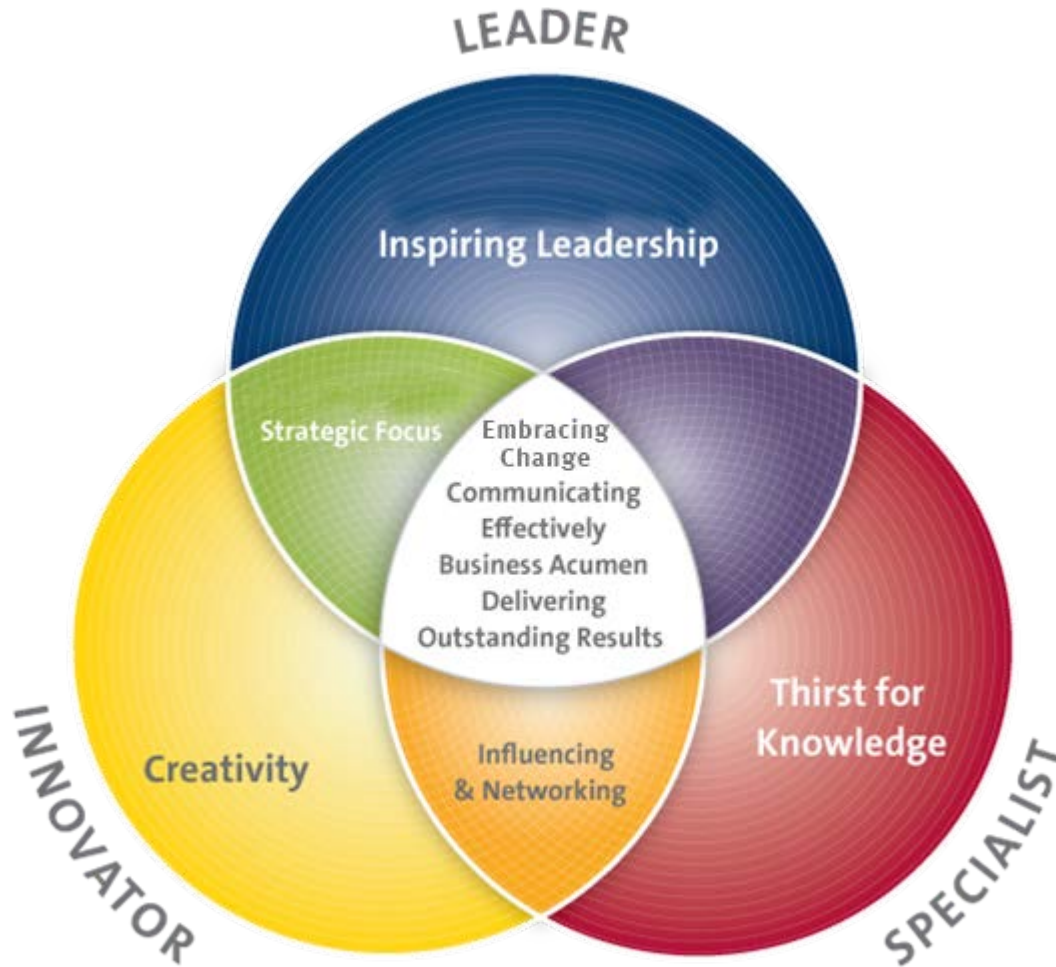 LEADER
Inspiring Leadership
Strategic Focus
Embracing
Change
Communicating
Effectively
Business Acumen
Delivering
Outstanding Results
Thirst for
Knowledge
Creativity
Influencing
& Networking
INNOVATOR
SPECIALIST